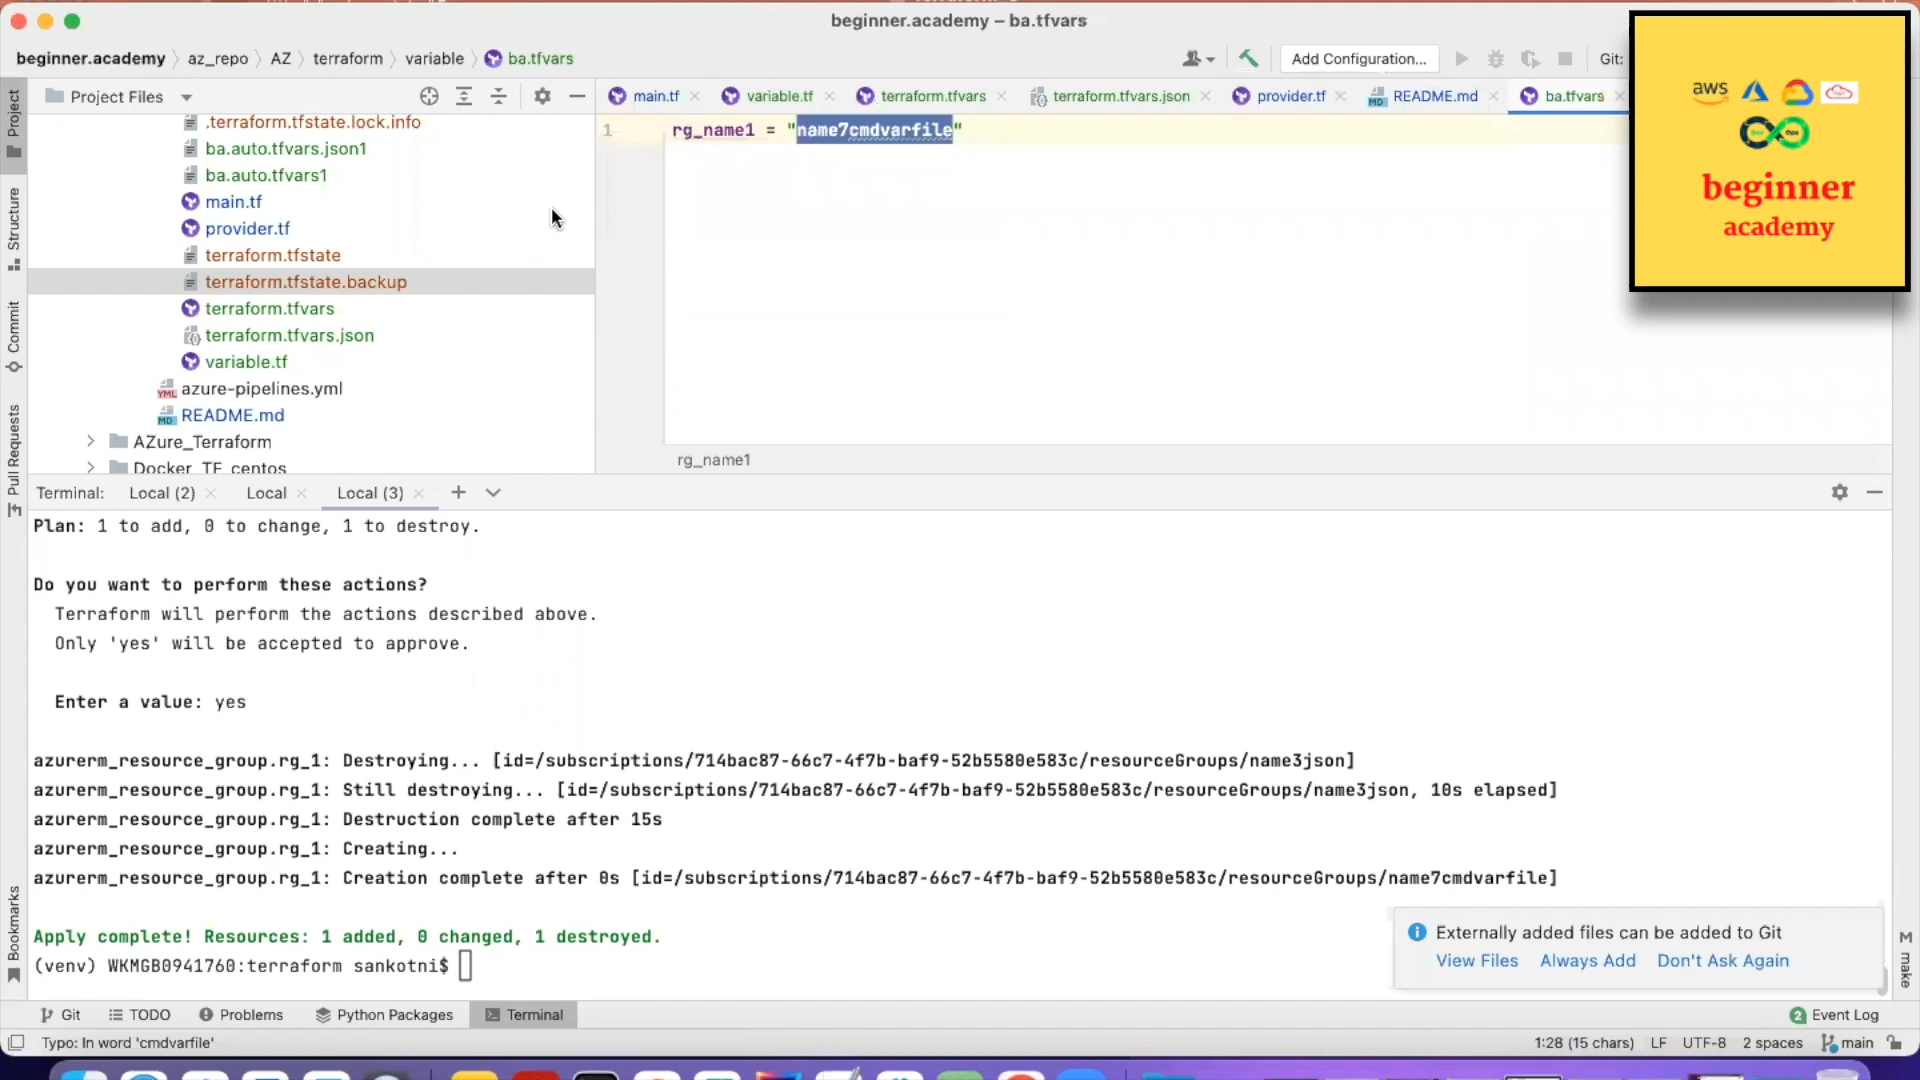 beginner.academy – ba.tfvars
beginner.academy az_repo AZ terraform variable ba.tfvars
Add Configuration...
Git:
Project Files
main.tf variable.tf terraform.tfvars terraform.tfvars.json provider.tf README.md ba.tfvars
.terraform.tfstate.lock.info
ba.auto.tfvars.json1
ba.auto.tfvars1
main.tf
provider.tf
terraform.tfstate
terraform.tfstate.backup
terraform.tfvars
terraform.tfvars.json
variable.tf
YML azure-pipelines.yml
MD README.md
AZure_Terraform
Docker_TF_centos
1 rg_name1 = "name7cmdvarfile"
rg_name1
aws
Dev Ops
beginner
academy
Project
Structure
Commit
Pull Requests
Bookmarks
Terminal: Local (2) Local Local (3)
Plan: 1 to add, 0 to change, 1 to destroy.
Do you want to perform these actions?
Terraform will perform the actions described above.
Only 'yes' will be accepted to approve.
Enter a value: yes
azurerm_resource_group.rg_1: Destroying... [id=/subscriptions/714bac87-66c7-4f7b-baf9-52b5580e583c/resourceGroups/name3json]
azurerm_resource_group.rg_1: Still destroying... [id=/subscriptions/714bac87-66c7-4f7b-baf9-52b5580e583c/resourceGroups/name3json, 10s elapsed]
azurerm_resource_group.rg_1: Destruction complete after 15s
azurerm_resource_group.rg_1: Creating...
azurerm_resource_group.rg_1: Creation complete after 0s [id=/subscriptions/714bac87-66c7-4f7b-baf9-52b5580e583c/resourceGroups/name7cmdvarfile]
Apply complete! Resources: 1 added, 0 changed, 1 destroyed.
(venv) WKMGB0941760:terraform sankotni$
Externally added files can be added to Git
View Files Always Add Don't Ask Again
M make
Git TODO Problems Python Packages Terminal
2 Event Log
Typo: In word 'cmdvarfile'
1:28 (15 chars) LF UTF-8 2 spaces main